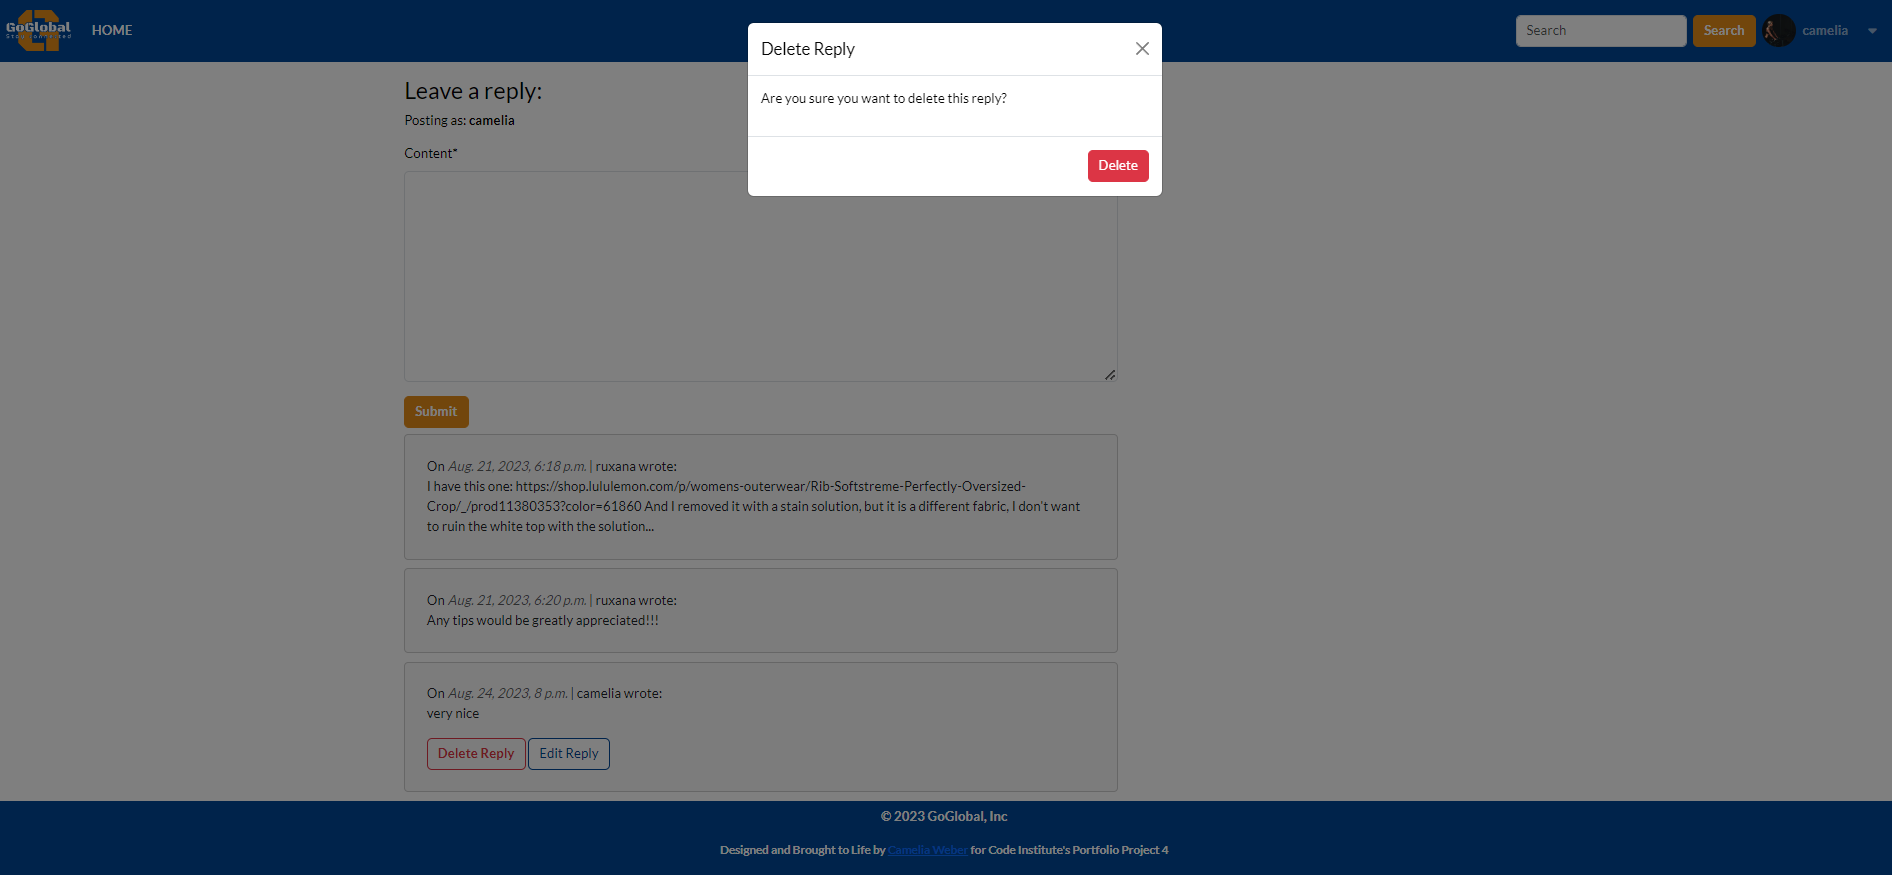 GoGlobal
Stay Connected
HOME
Search
Search
camelia
Delete Reply
Are you sure you want to delete this reply?
Delete
Leave a reply:
Posting as: camelia
Content*
Submit
On Aug. 21, 2023, 6:18 p.m. | ruxana wrote:
I have this one: https://shop.lululemon.com/p/womens-outerwear/Rib-Softstreme-Perfectly-Oversized-
Crop/_/prod11380353?color=61860 And I removed it with a stain solution, but it is a different fabric, I don't want
to ruin the white top with the solution...
On Aug. 21, 2023, 6:20 p.m. | ruxana wrote:
Any tips would be greatly appreciated!!!
On Aug. 24, 2023, 8 p.m. | camelia wrote:
very nice
Delete Reply
Edit Reply
© 2023 GoGlobal, Inc
Designed and Brought to Life by Camelia Weber for Code Institute's Portfolio Project 4